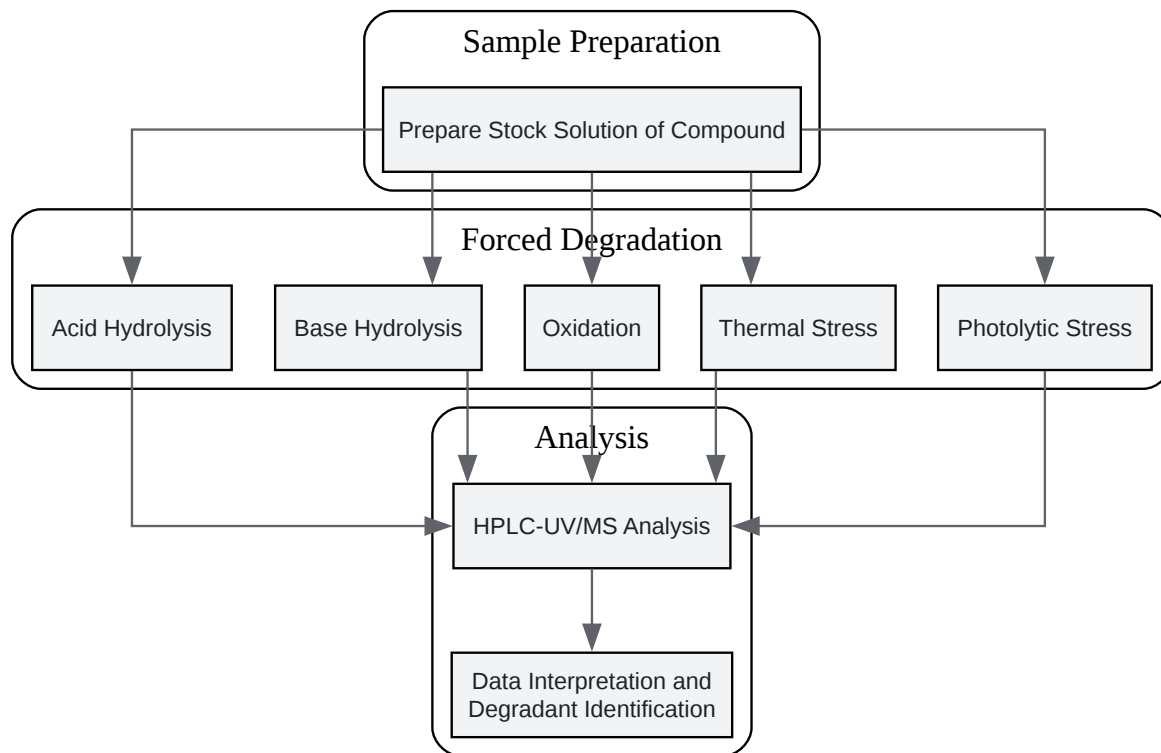 Sample Preparation
Prepare Stock Solution of Compound
Forced Degradation
Acid Hydrolysis
Base Hydrolysis
Oxidation
Thermal Stress
Photolytic Stress
Analysis
HPLC-UV/MS Analysis
Data Interpretation and
Degradant Identification